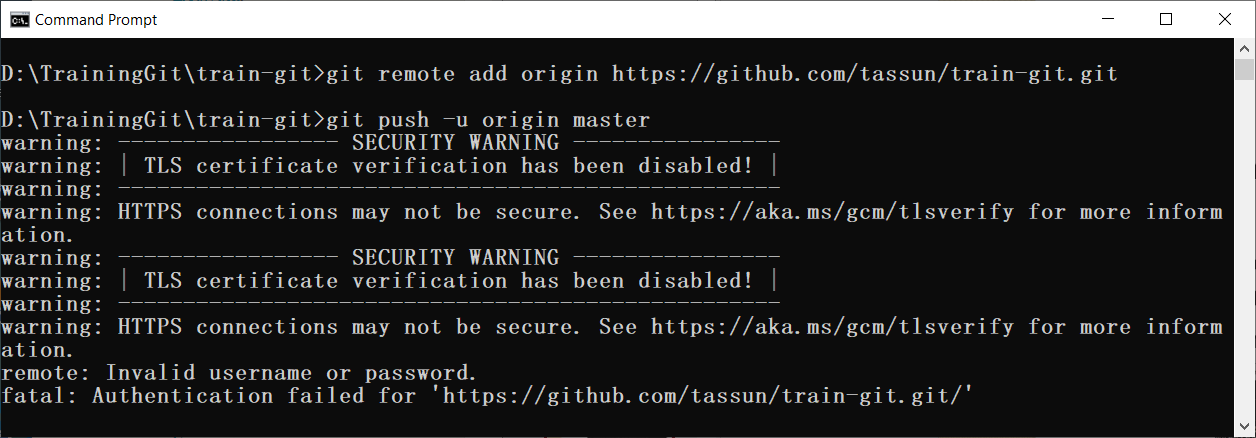 Command Prompt
D:\TrainingGit\train-git>git remote add origin https://github.com/tassun/train-git.git
D:\TrainingGit\train-git>git push -u origin master
warning: ----------------- SECURITY WARNING ----------------
warning: | TLS certificate verification has been disabled! |
warning: ---------------------------------------------------
warning: HTTPS connections may not be secure. See https://aka.ms/gcm/tlsverify for more inform
ation.
warning: ----------------- SECURITY WARNING ----------------
warning: | TLS certificate verification has been disabled! |
warning: ---------------------------------------------------
warning: HTTPS connections may not be secure. See https://aka.ms/gcm/tlsverify for more inform
ation.
remote: Invalid username or password.
fatal: Authentication failed for 'https://github.com/tassun/train-git.git/'